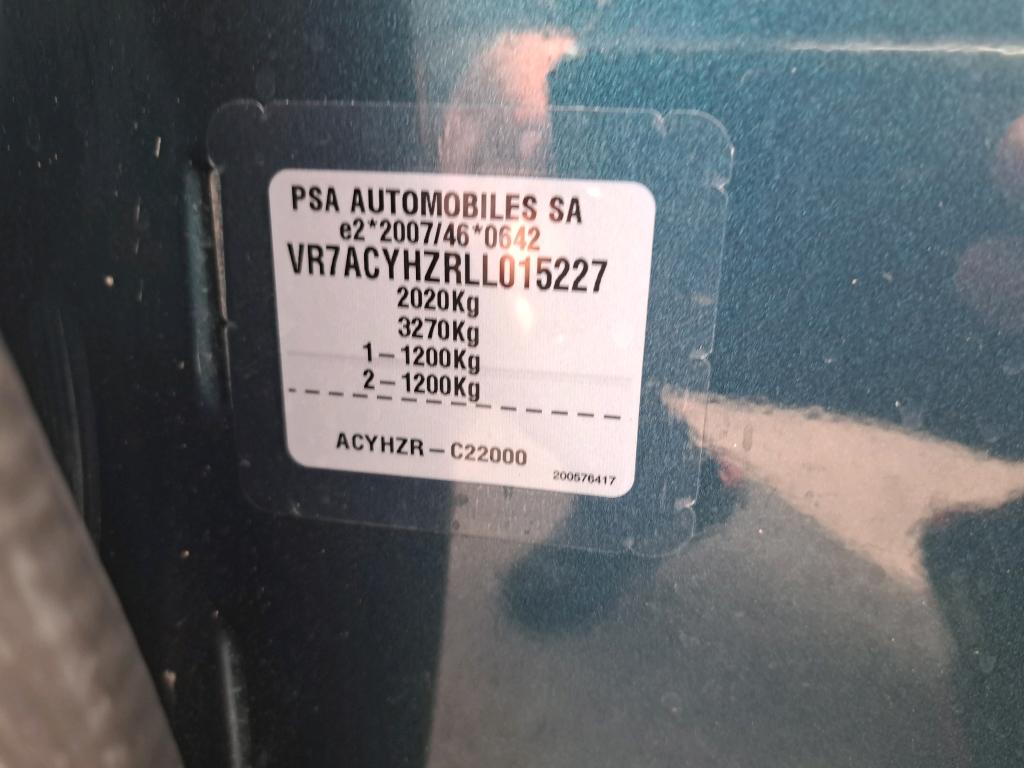 PSA AUTOMOBILES SA
e2*2007/46*0642
VR7ACYHZRLL015227
2020Kg
3270Kg
1-1200Kg
2-1200Kg
ACYHZR-C22000
200576417